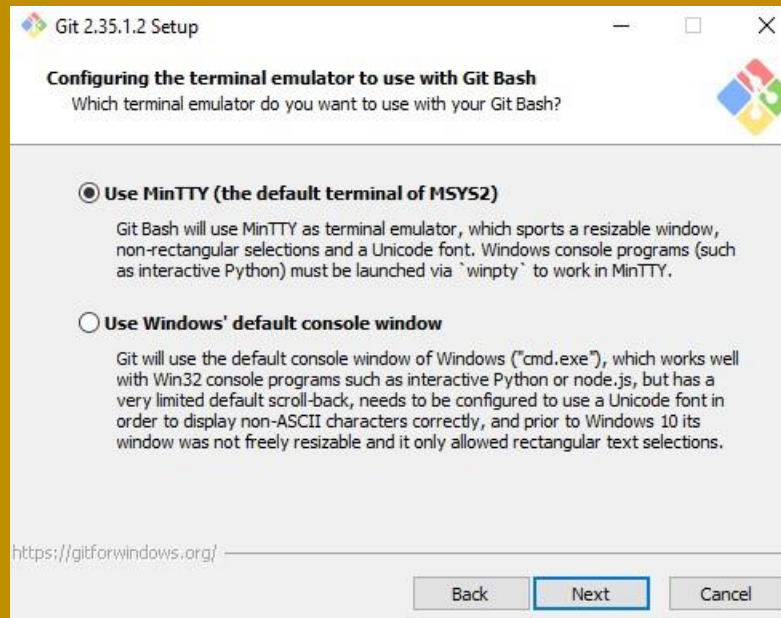 Git 2.35.1.2 Setup
Configuring the terminal emulator to use with Git Bash
Which terminal emulator do you want to use with your Git Bash?
Use MinTTY (the default terminal of MSYS2)
Git Bash will use MinTTY as terminal emulator, which sports a resizable window,
non-rectangular selections and a Unicode font. Windows console programs (such
as interactive Python) must be launched via `winpty` to work in MinTTY.
Use Windows' default console window
Git will use the default console window of Windows ("cmd.exe"), which works well
with Win32 console programs such as interactive Python or node.js, but has a
very limited default scroll-back, needs to be configured to use a Unicode font in
order to display non-ASCII characters correctly, and prior to Windows 10 its
window was not freely resizable and it only allowed rectangular text selections.
https://gitforwindows.org/
Back Next Cancel